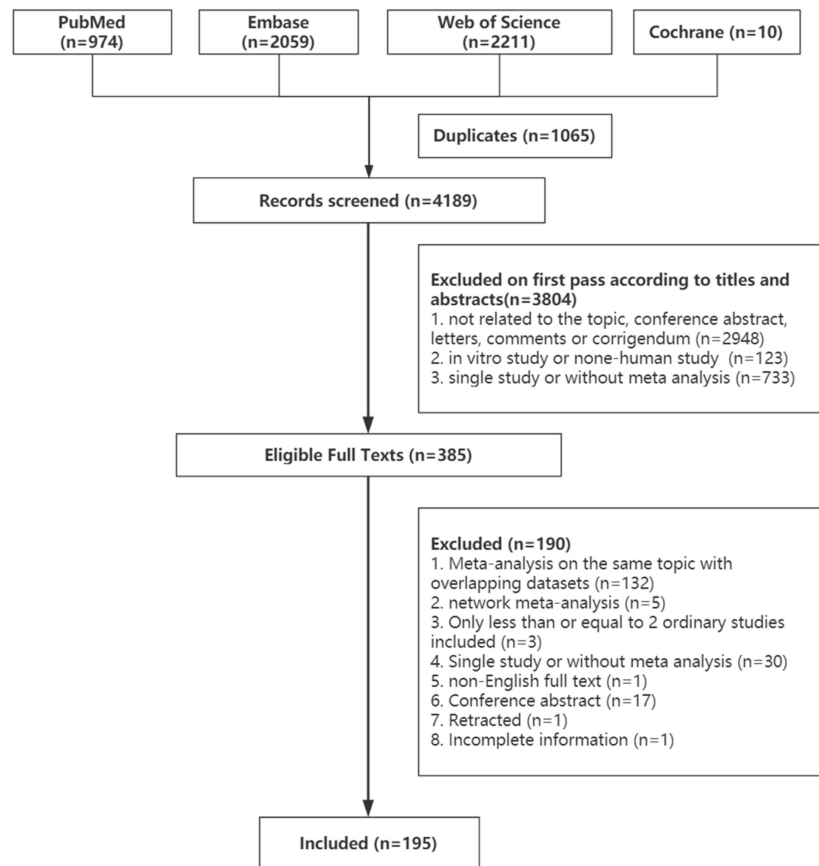 PubMed
(n=974)
Embase
(n=2059)
Web of Science
(n=2211)
Cochrane (n=10)
Duplicates (n=1065)
Records screened (n=4189)
Excluded on first pass according to titles and
abstracts(n=3804)
1. not related to the topic, conference abstract,
letters, comments or corrigendum (n=2948)
2. in vitro study or none-human study (n=123)
3. single study or without meta analysis (n=733)
Eligible Full Texts (n=385)
Excluded (n=190)
1. Meta-analysis on the same topic with
overlapping datasets (n=132)
2. network meta-analysis (n=5)
3. Only less than or equal to 2 ordinary studies
included (n=3)
4. Single study or without meta analysis (n=30)
5. non-English full text (n=1)
6. Conference abstract (n=17)
7. Retracted (n=1)
8. Incomplete information (n=1)
Included (n=195)